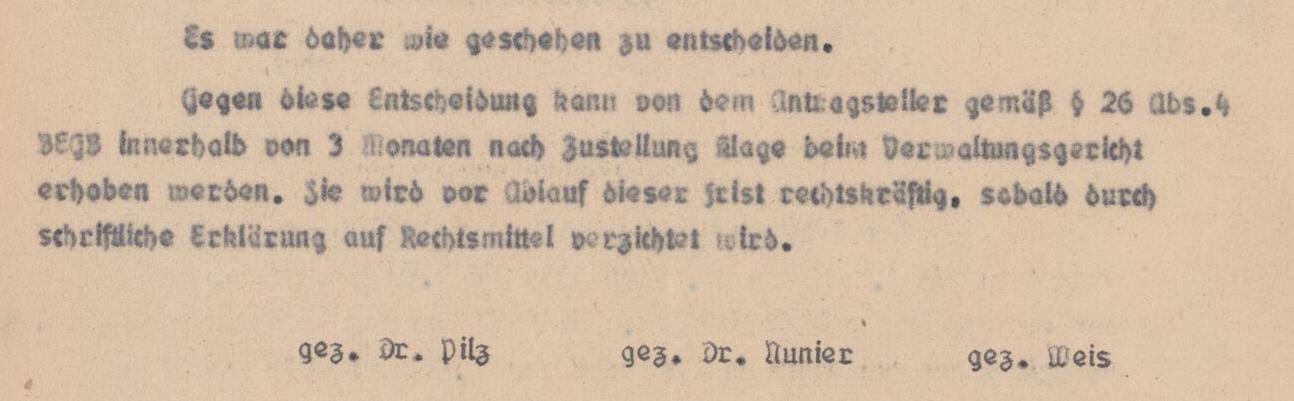 Es war daher wie geschehen zu entscheiden.
Gegen diese Entscheidung kann von dem Antragsteller gemäß § 26 Abs.4
BEGB innerhalb von 3 Monaten nach Zustellung Klage beim Verwaltungsgericht
erhoben werden. Sie wird vor Ablauf dieser Frist rechtskräftig, sobald durch
schriftliche Erklärung auf Rechtsmittel verzichtet wird.
gez. Dr. Pilz gez. Dr. Nunier gez. Weis